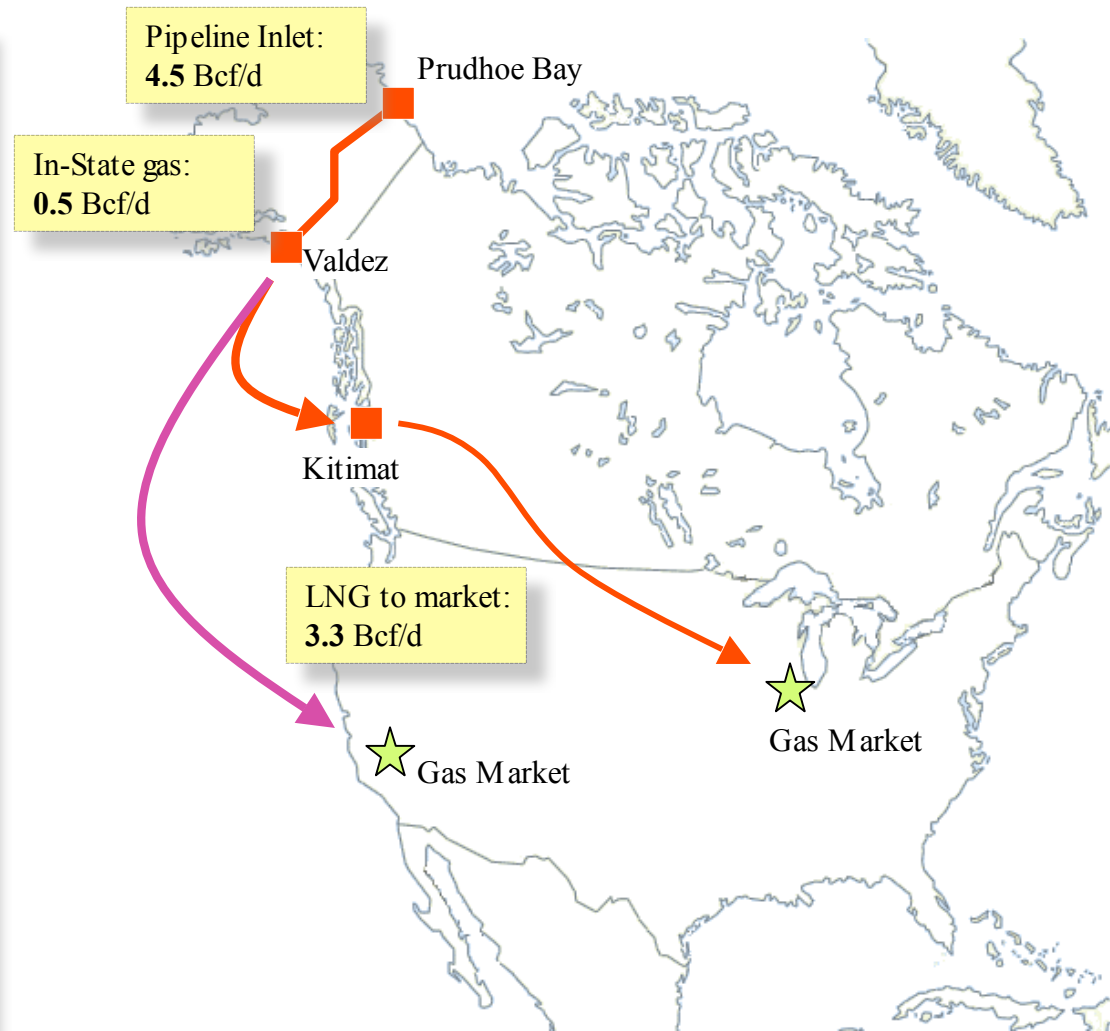 Pipeline Inlet:
4.5 Bcf/d
Prudhoe Bay
In-State gas:
0.5 Bcf/d
Valdez
Kitimat
LNG to market:
3.3 Bcf/d
Gas Market
Gas Market